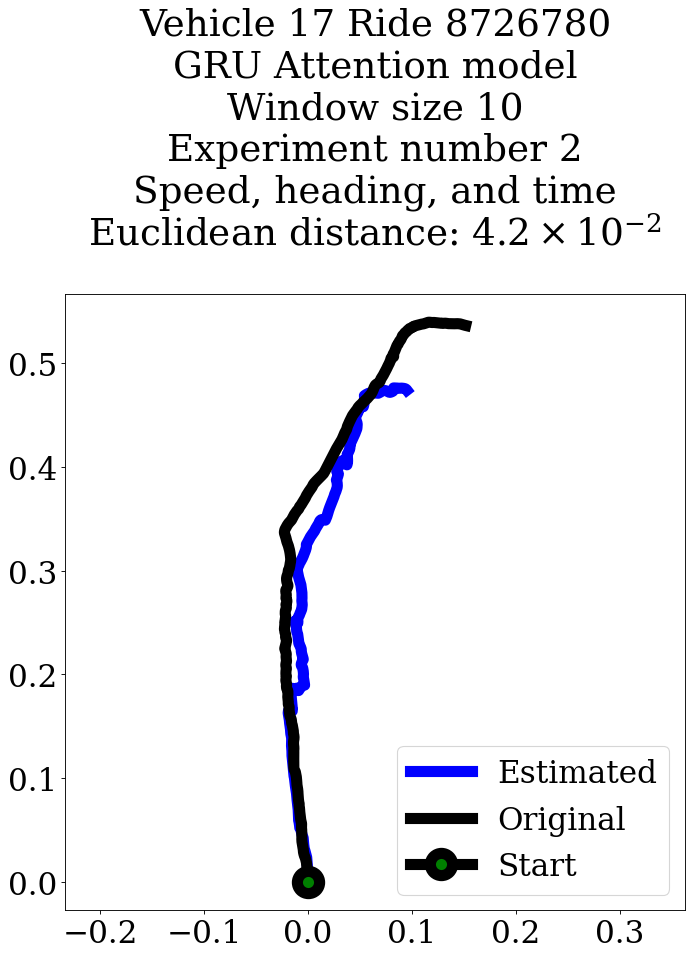 Vehicle 17 Ride 8726780
GRU Attention model
Window size 10
Experiment number 2
Speed, heading, and time
Euclidean distance: 4.2 × 10⁻²
0.5
0.4
0.3
0.2
0.1
0.0
Estimated
Original
Start
−0.2 −0.1 0.0 0.1 0.2 0.3